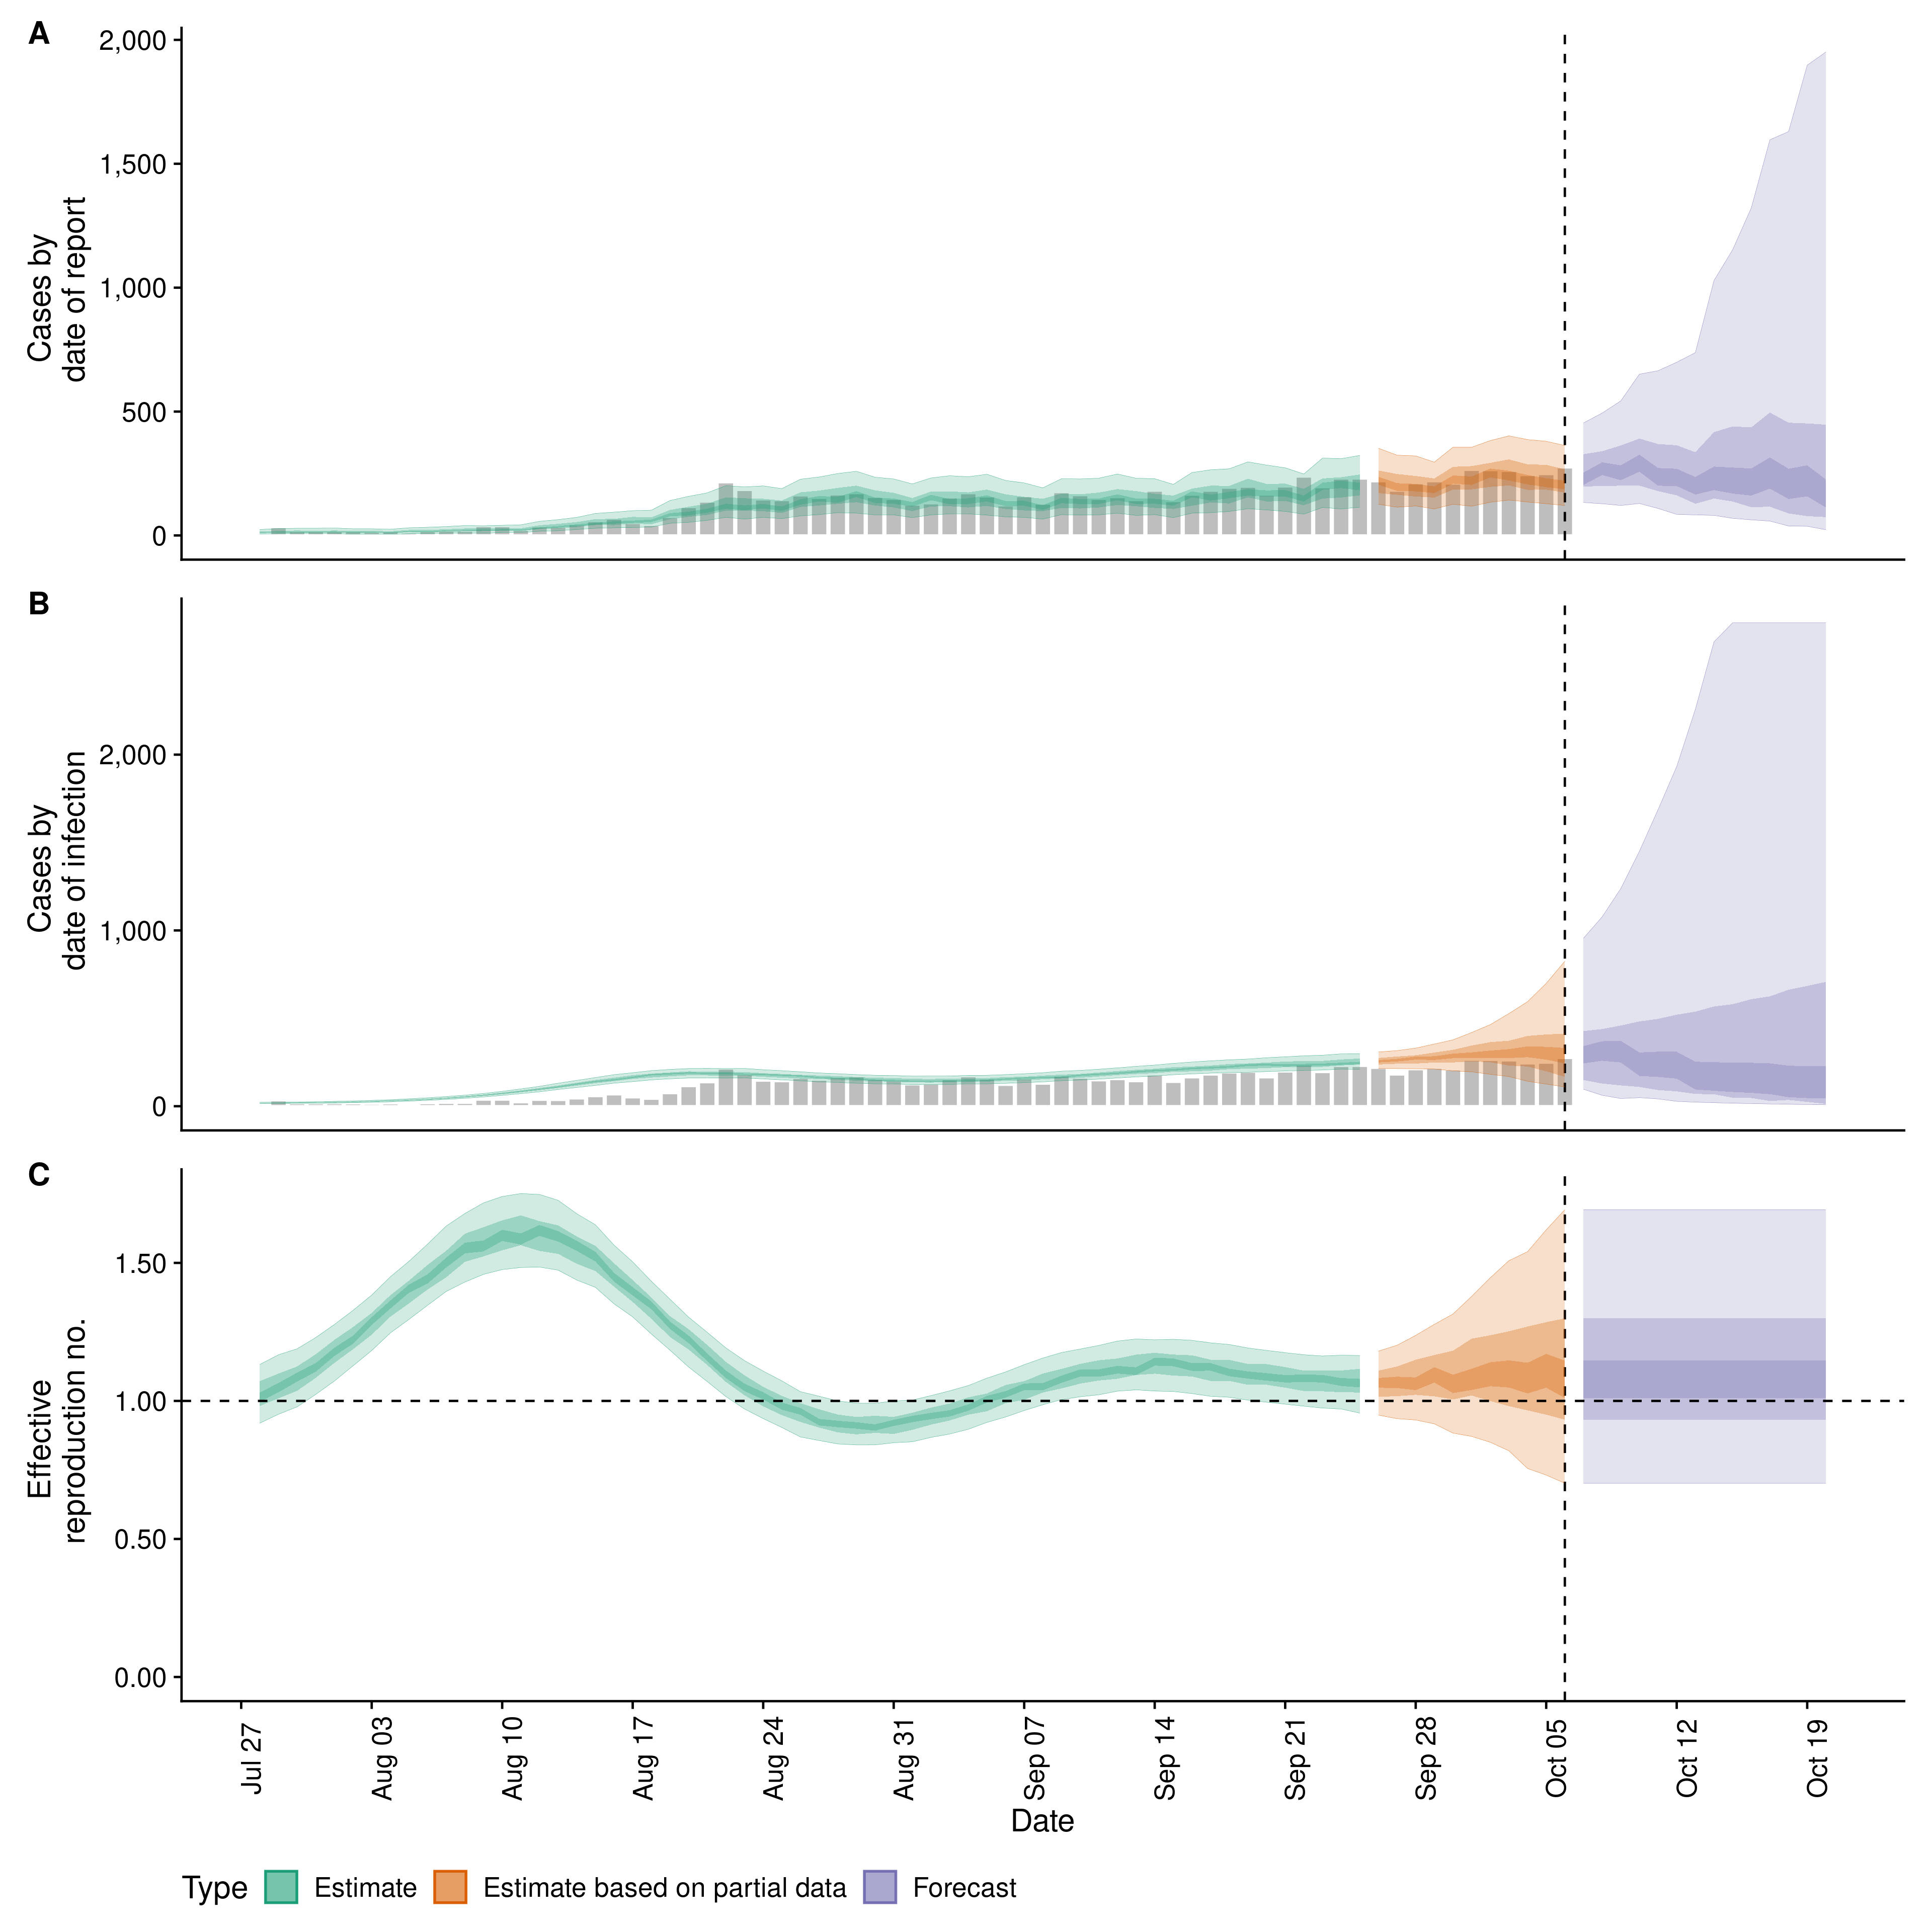 A
2,000
1,500
1,000
500
0
Cases by
date of report
B
2,000
1,000
0
Cases by
date of infection
C
1.50
1.00
0.50
0.00
Effective
reproduction no.
Jul 27
Aug 03
Aug 10
Aug 17
Aug 24
Aug 31
Sep 07
Sep 14
Sep 21
Sep 28
Oct 05
Oct 12
Oct 19
Date
Type Estimate Estimate based on partial data Forecast